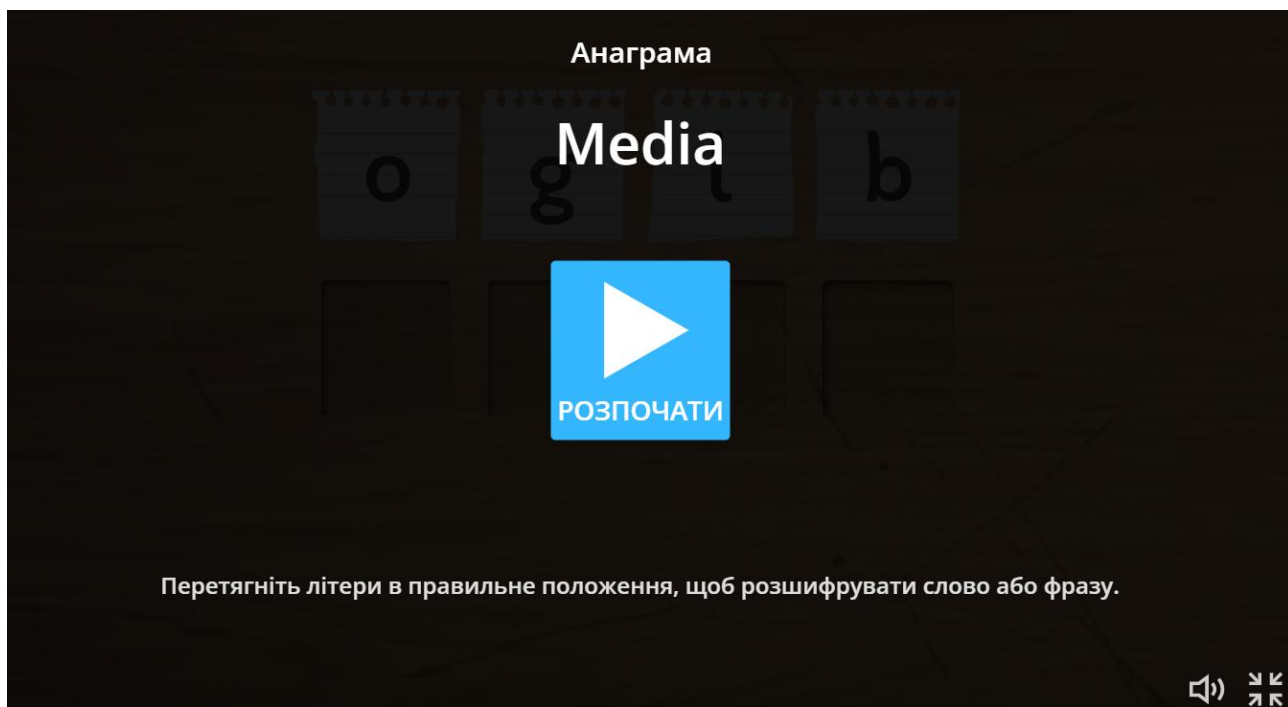 Анаграма
Media
o g l b
РОЗПОЧАТИ
Перетягніть літери в правильне положення, щоб розшифрувати слово або фразу.